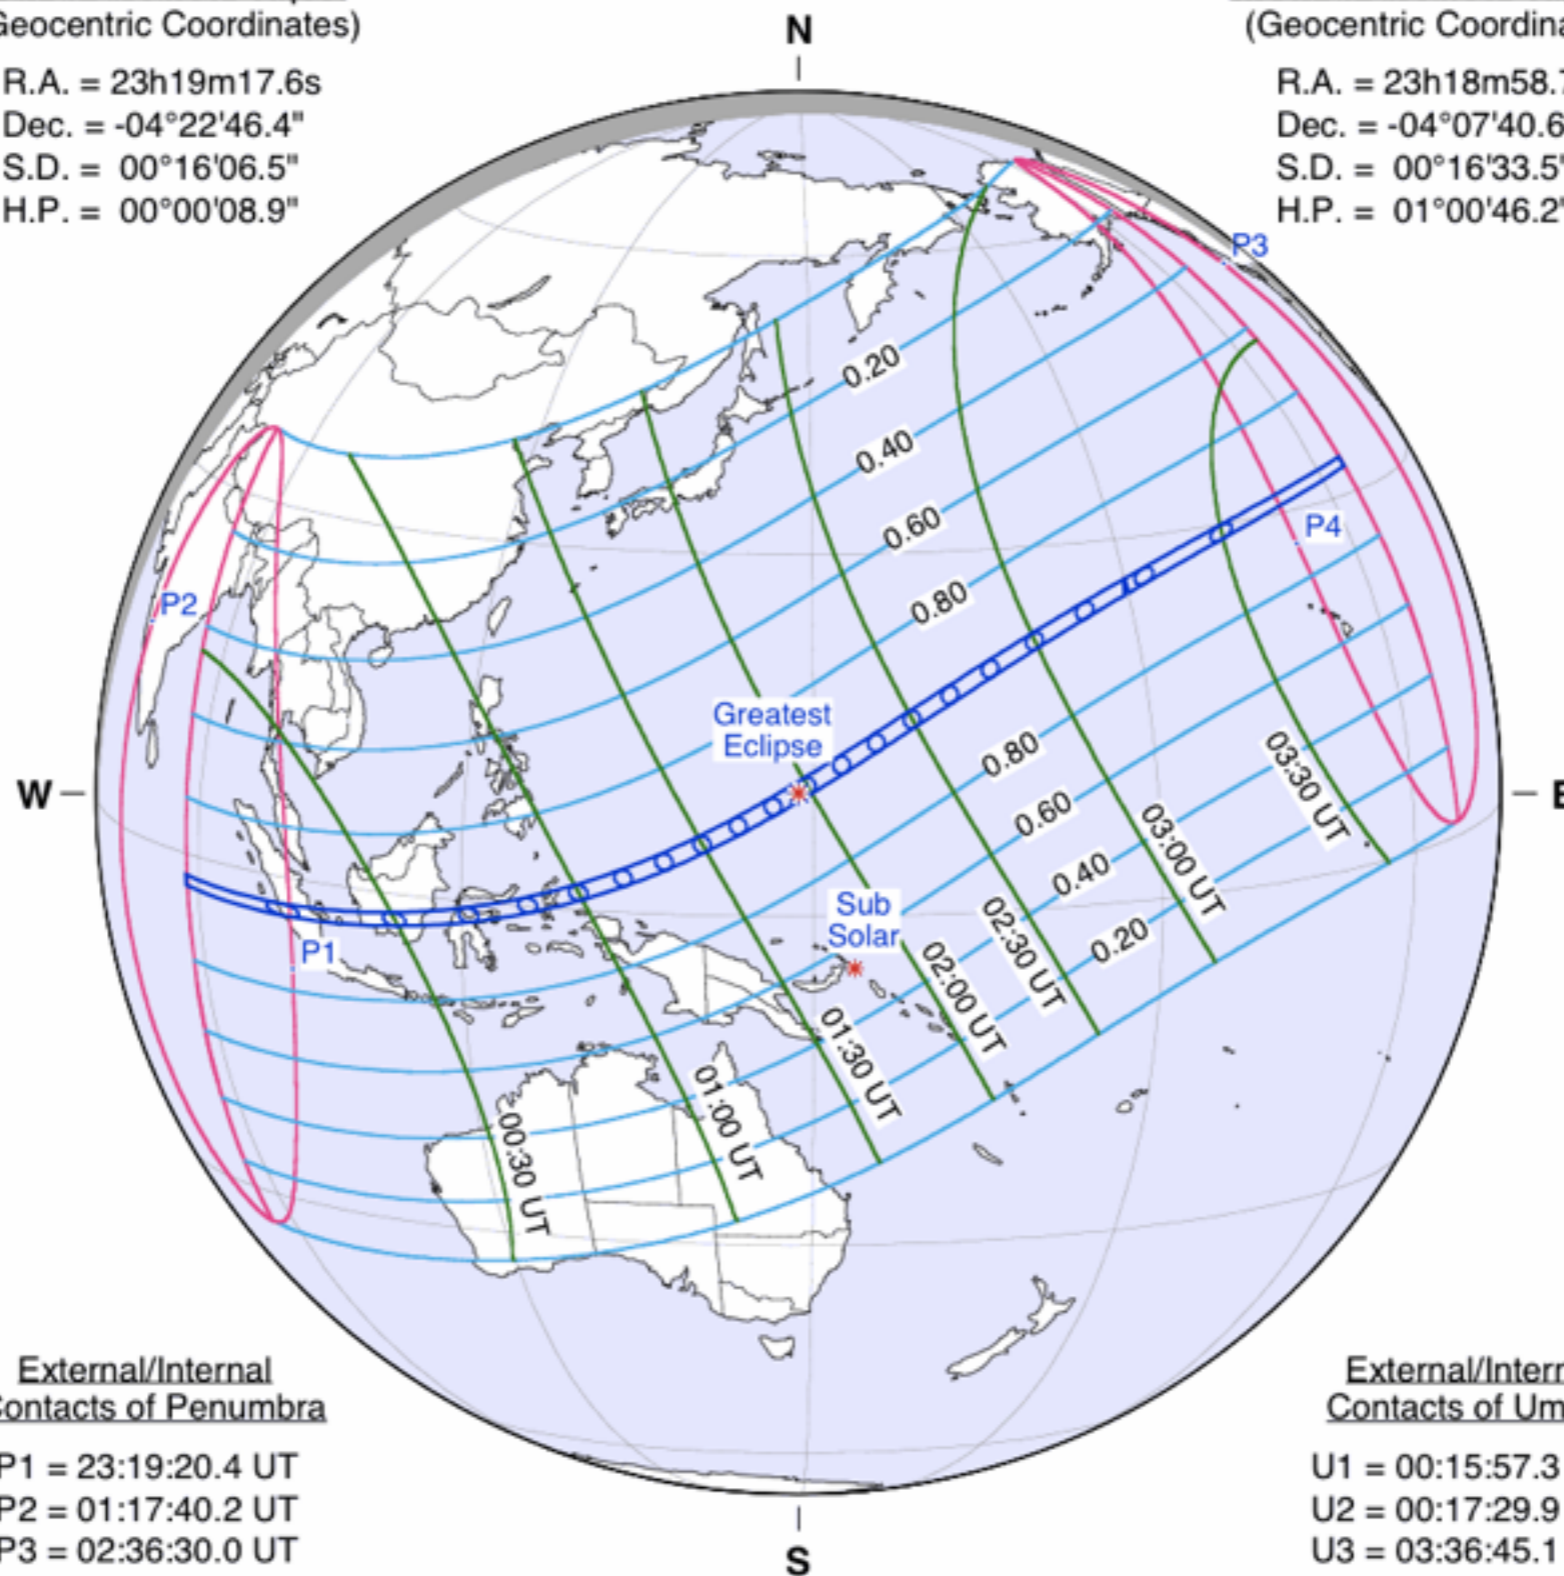 Geocentric Coordinates)
R.A. = 23h19m17.6s
Dec. = -04°22'46.4"
S.D. = 00°16'06.5"
H.P. = 00°00'08.9"
N
(Geocentric Coordina
R.A. = 23h18m58.7
Dec. = -04°07'40.6
S.D. = 00°16'33.5"
H.P. = 01°00'46.2"
P3
0.20
0.40
0.60
0.80
P4
P2
Greatest
Eclipse
W
E
0.80
0.60
0.40
0.20
03:30 UT
03:00 UT
02:30 UT
02:00 UT
01:30 UT
01:00 UT
00:30 UT
Sub
Solar
P1
S
External/Internal
Contacts of Penumbra
P1 = 23:19:20.4 UT
P2 = 01:17:40.2 UT
P3 = 02:36:30.0 UT
External/Intern
Contacts of Um
U1 = 00:15:57.3
U2 = 00:17:29.9
U3 = 03:36:45.1